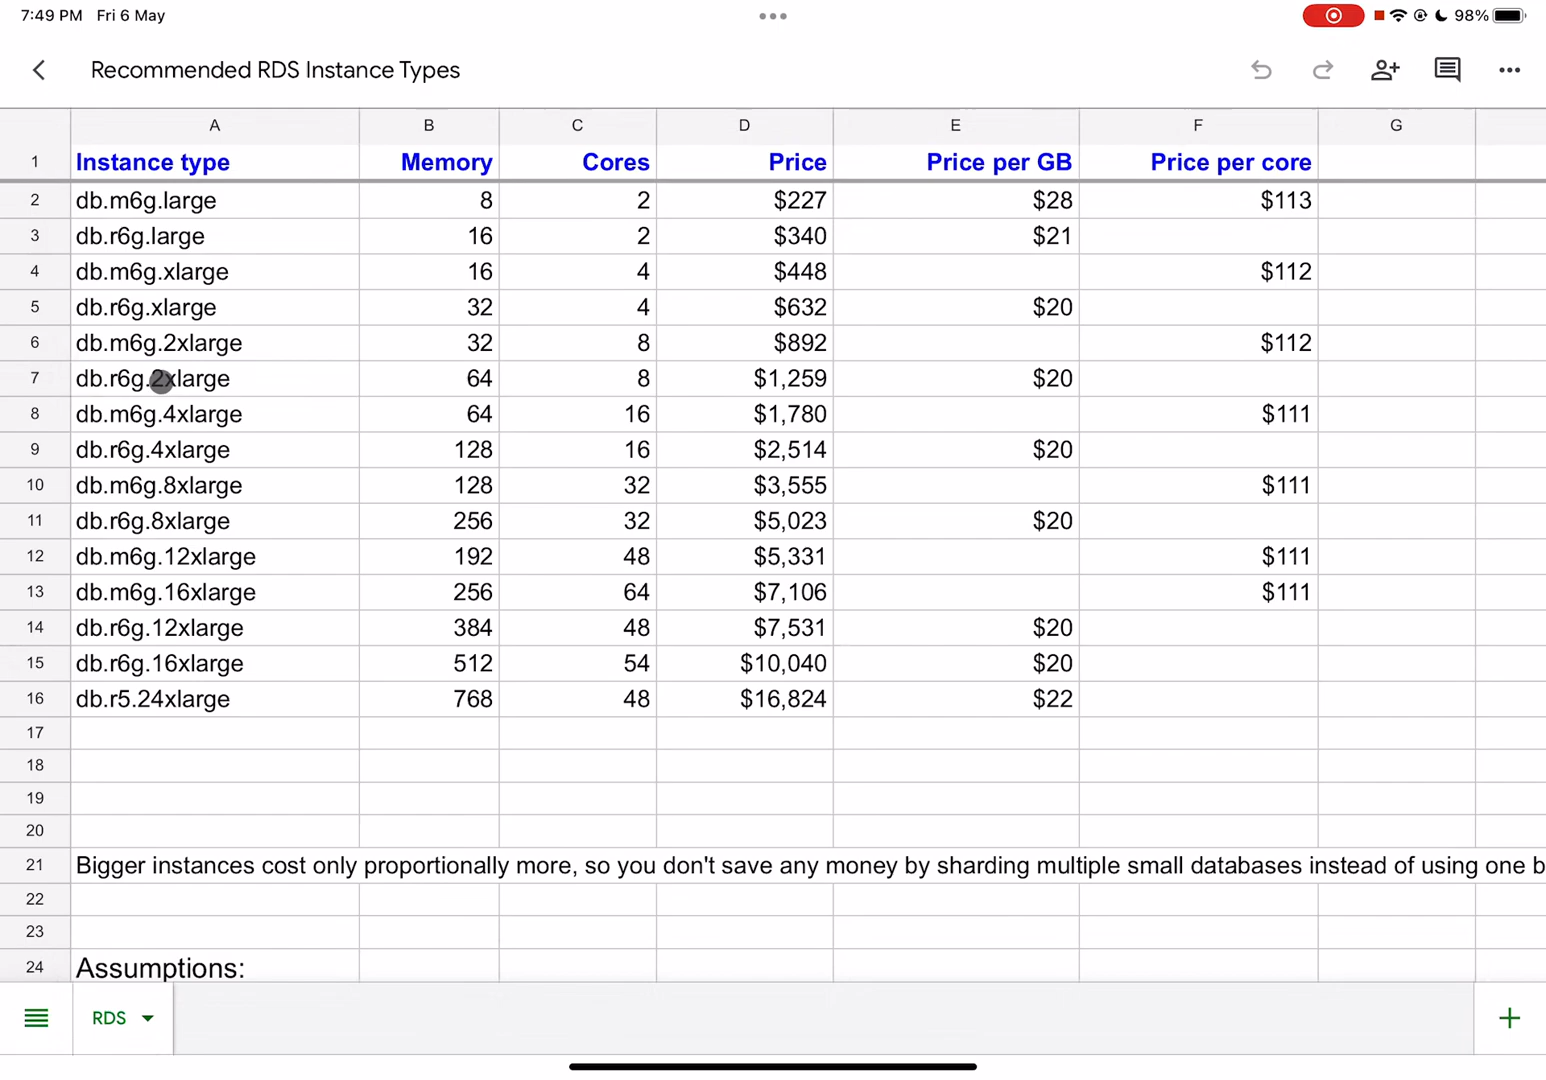 7:49 PM Fri 6 May 98%
Recommended RDS Instance Types
A B C D E F G
1 Instance type Memory Cores Price Price per GB Price per core
2 db.m6g.large 8 2 $227 $28 $113
3 db.r6g.large 16 2 $340 $21
4 db.m6g.xlarge 16 4 $448 $112
5 db.r6g.xlarge 32 4 $632 $20
6 db.m6g.2xlarge 32 8 $892 $112
7 db.r6g.2xlarge 64 8 $1,259 $20
8 db.m6g.4xlarge 64 16 $1,780 $111
9 db.r6g.4xlarge 128 16 $2,514 $20
10 db.m6g.8xlarge 128 32 $3,555 $111
11 db.r6g.8xlarge 256 32 $5,023 $20
12 db.m6g.12xlarge 192 48 $5,331 $111
13 db.m6g.16xlarge 256 64 $7,106 $111
14 db.r6g.12xlarge 384 48 $7,531 $20
15 db.r6g.16xlarge 512 54 $10,040 $20
16 db.r5.24xlarge 768 48 $16,824 $22
17
18
19
20
21 Bigger instances cost only proportionally more, so you don't save any money by sharding multiple small databases instead of using one b
22
23
24 Assumptions:
RDS